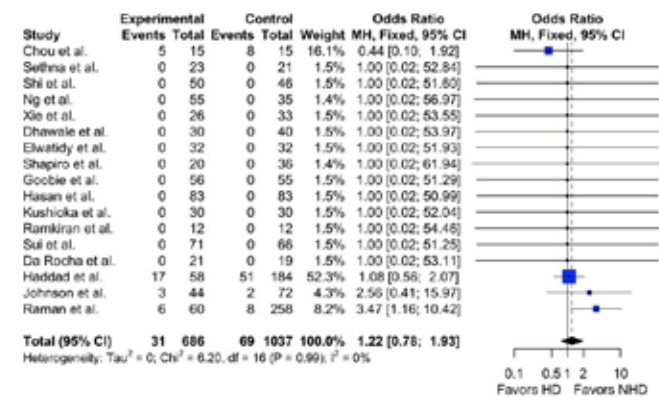 Experimental Control Odds Ratio Odds Ratio
Study Events Total Events Total Weight MH, Fixed, 95% CI MH, Fixed, 95% CI
Chou et al. 5 15 8 15 16.1% 0.44 [0.10; 1.92]
Sethna et al. 0 23 0 21 1.5% 1.00 [0.02; 52.84]
Shi et al. 0 50 0 46 1.5% 1.00 [0.02; 51.60]
Ng et al. 0 55 0 35 1.4% 1.00 [0.02; 56.97]
Xie et al. 0 26 0 33 1.5% 1.00 [0.02; 53.55]
Dhawale et al. 0 30 0 40 1.5% 1.00 [0.02; 53.97]
Elwatidy et al. 0 32 0 32 1.5% 1.00 [0.02; 51.93]
Shapiro et al. 0 20 0 36 1.5% 1.00 [0.02; 61.94]
Goobie et al. 0 56 0 55 1.5% 1.00 [0.02; 51.29]
Hasan et al. 0 83 0 83 1.5% 1.00 [0.02; 50.99]
Kushioka et al. 0 30 0 30 1.5% 1.00 [0.02; 52.04]
Ramkiran et al. 0 12 0 12 1.5% 1.00 [0.02; 54.46]
Sui et al. 0 71 0 66 1.5% 1.00 [0.02; 51.25]
Da Rocha et al. 0 21 0 19 1.5% 1.00 [0.02; 53.11]
Haddad et al. 17 58 51 184 52.3% 1.08 [0.56; 2.07]
Johnson et al. 3 44 2 72 4.3% 2.56 [0.41; 15.97]
Raman et al. 6 60 8 258 8.2% 3.47 [1.16; 10.42]
Total (95% CI) 31 686 69 1037 100.0% 1.22 [0.78; 1.93]
Heterogeneity: Tau² = 0; Chi² = 6.20, df = 16 (P = 0.99); I² = 0%
0.1 0.5 1 2 10
Favors HD Favors NHD